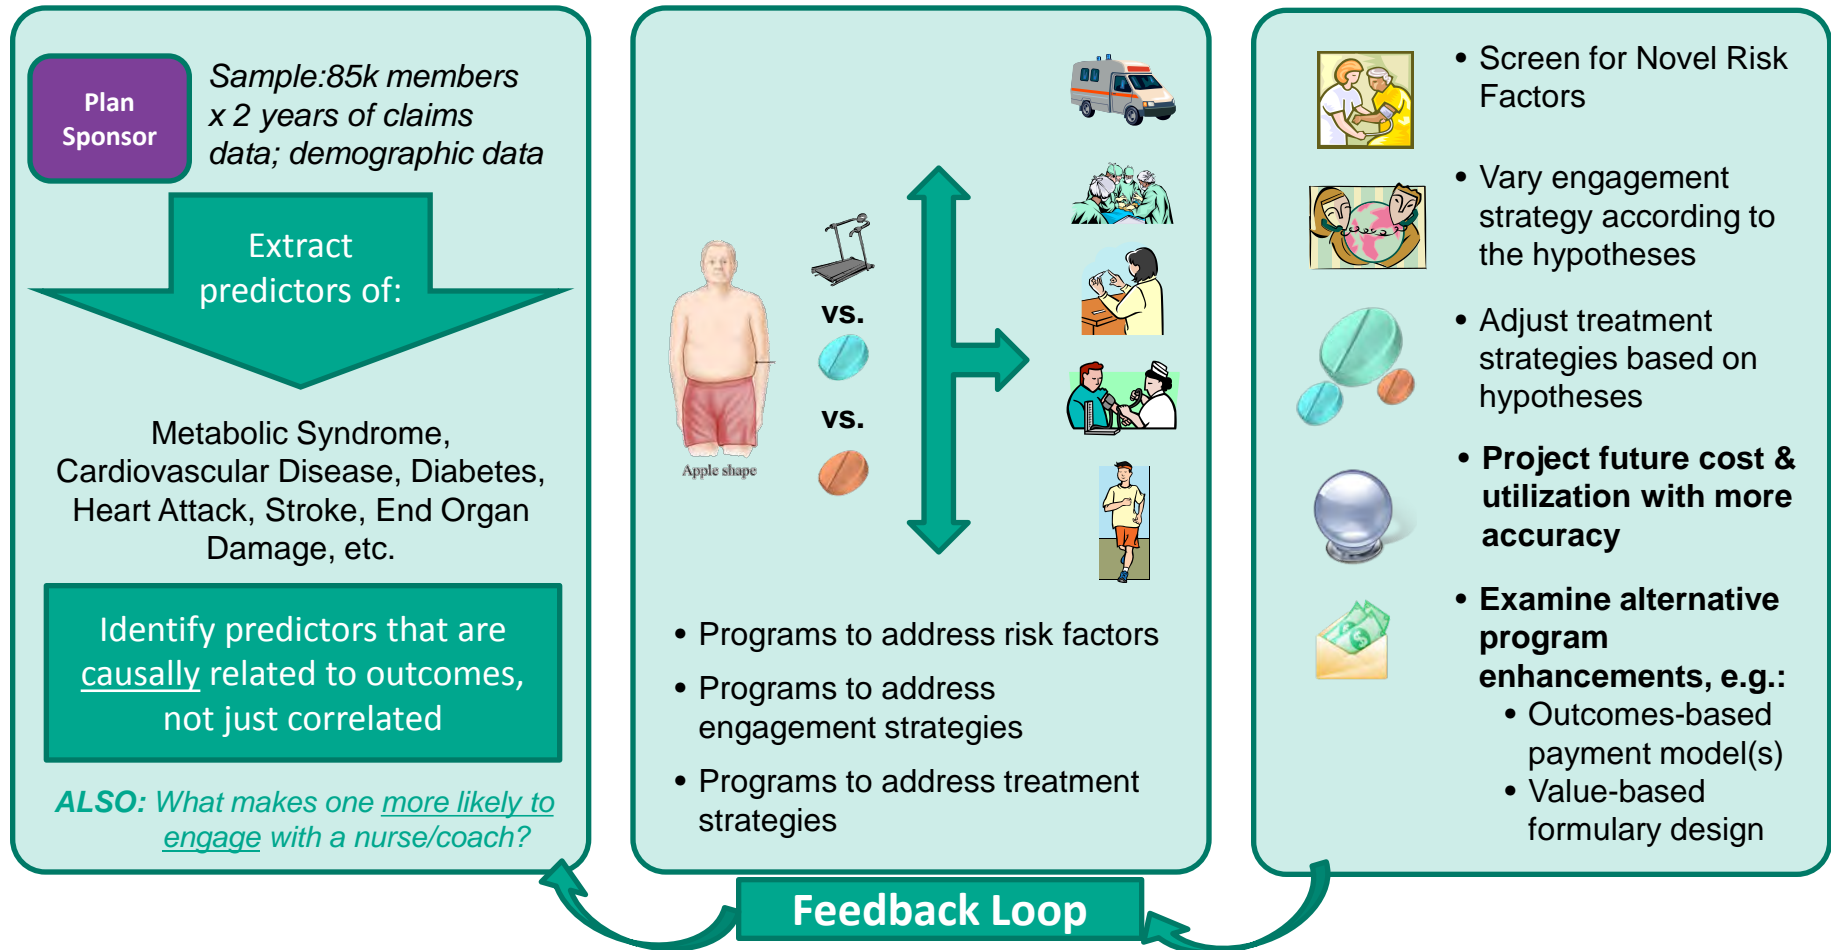 Plan
Sponsor
Sample:85k members
x 2 years of claims
data; demographic data
Extract
predictors of:
Metabolic Syndrome,
Cardiovascular Disease, Diabetes,
Heart Attack, Stroke, End Organ
Damage, etc.
Identify predictors that are
causally related to outcomes,
not just correlated
ALSO: What makes one more likely to
engage with a nurse/coach?
vs.
vs.
Apple shape
• Programs to address risk factors
• Programs to address
engagement strategies
• Programs to address treatment
strategies
• Screen for Novel Risk
Factors
• Vary engagement
strategy according to
the hypotheses
• Adjust treatment
strategies based on
hypotheses
• Project future cost &
utilization with more
accuracy
• Examine alternative
program
enhancements, e.g.:
• Outcomes-based
payment model(s)
• Value-based
formulary design
Feedback Loop